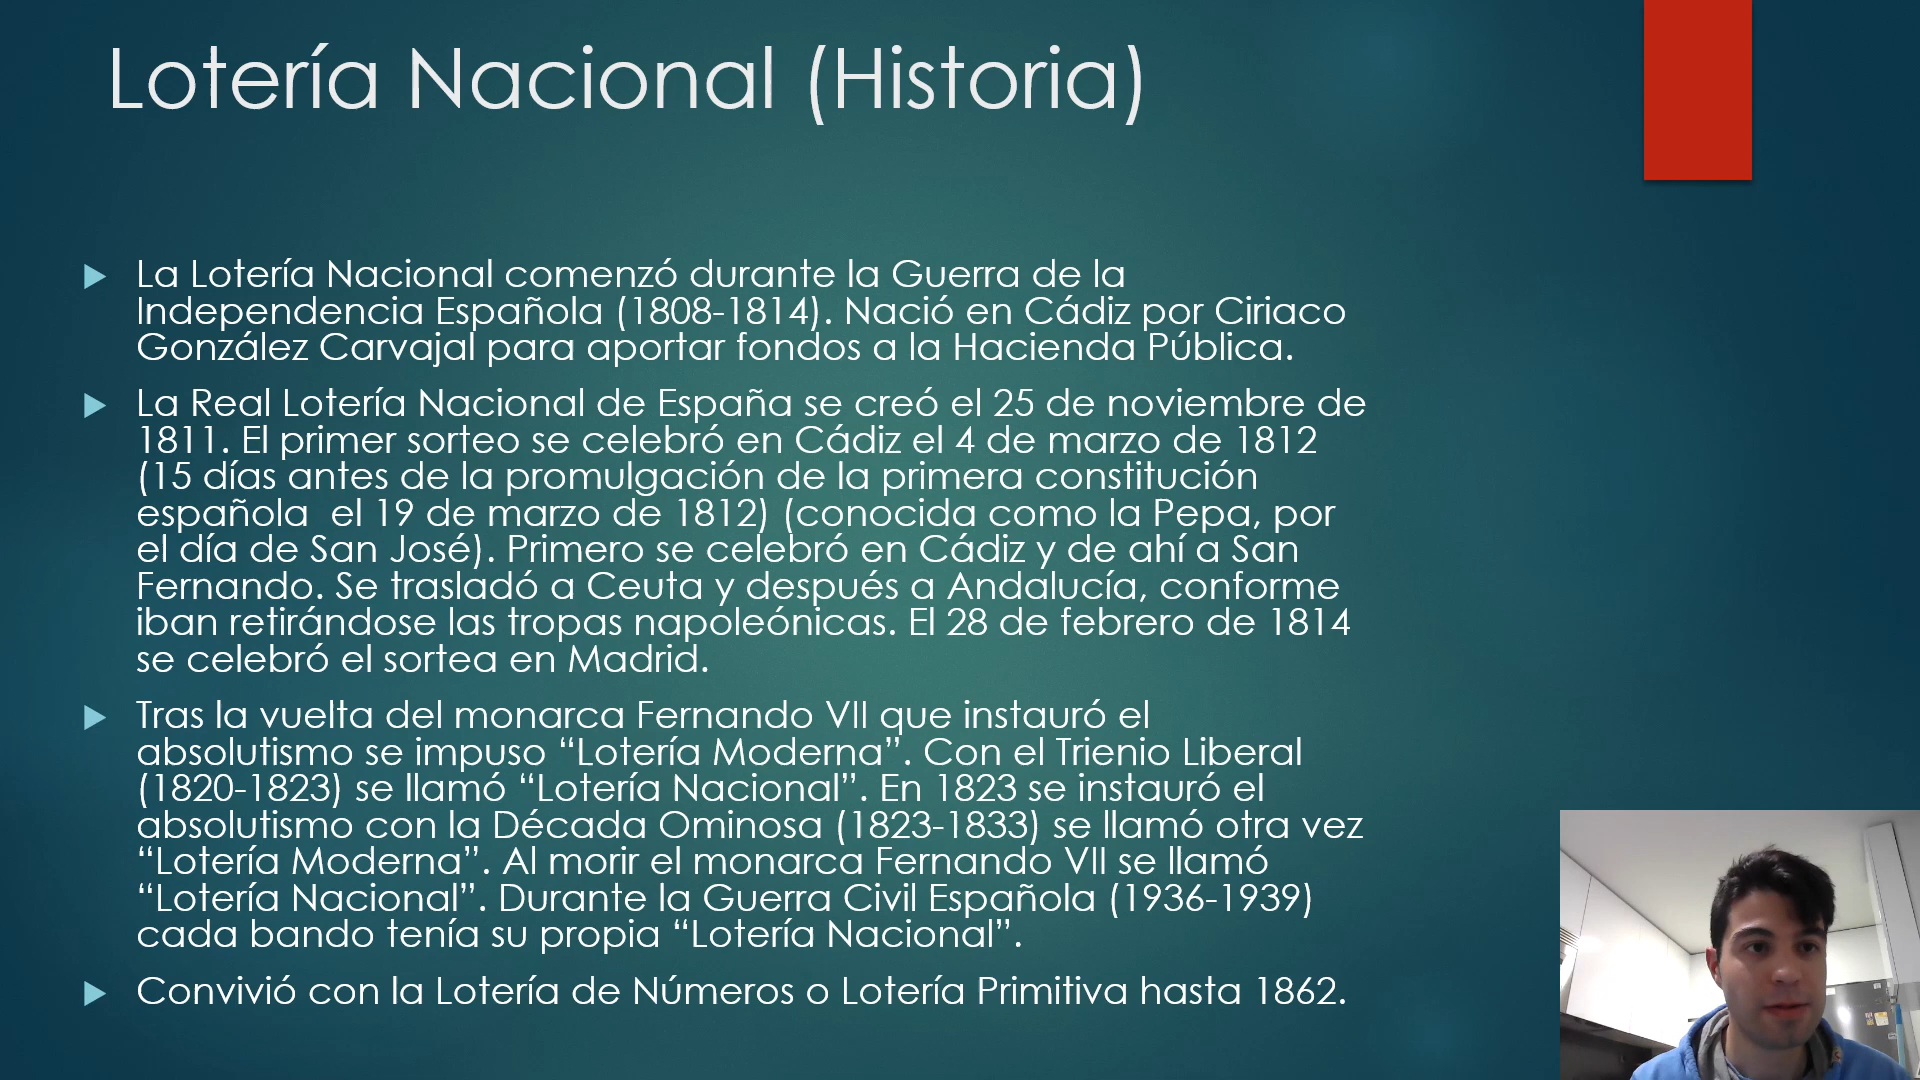 Lotería Nacional (Historia)
La Lotería Nacional comenzó durante la Guerra de la
Independencia Española (1808-1814). Nació en Cádiz por Ciriaco
González Carvajal para aportar fondos a la Hacienda Pública.
La Real Lotería Nacional de España se creó el 25 de noviembre de
1811. El primer sorteo se celebró en Cádiz el 4 de marzo de 1812
(15 días antes de la promulgación de la primera constitución
española  el 19 de marzo de 1812) (conocida como la Pepa, por
el día de San José). Primero se celebró en Cádiz y de ahí a San
Fernando. Se trasladó a Ceuta y después a Andalucía, conforme
iban retirándose las tropas napoleónicas. El 28 de febrero de 1814
se celebró el sortea en Madrid.
Tras la vuelta del monarca Fernando VII que instauró el
absolutismo se impuso “Lotería Moderna”. Con el Trienio Liberal
(1820-1823) se llamó “Lotería Nacional”. En 1823 se instauró el
absolutismo con la Década Ominosa (1823-1833) se llamó otra vez
“Lotería Moderna”. Al morir el monarca Fernando VII se llamó
“Lotería Nacional”. Durante la Guerra Civil Española (1936-1939)
cada bando tenía su propia “Lotería Nacional”.
Convivió con la Lotería de Números o Lotería Primitiva hasta 1862.